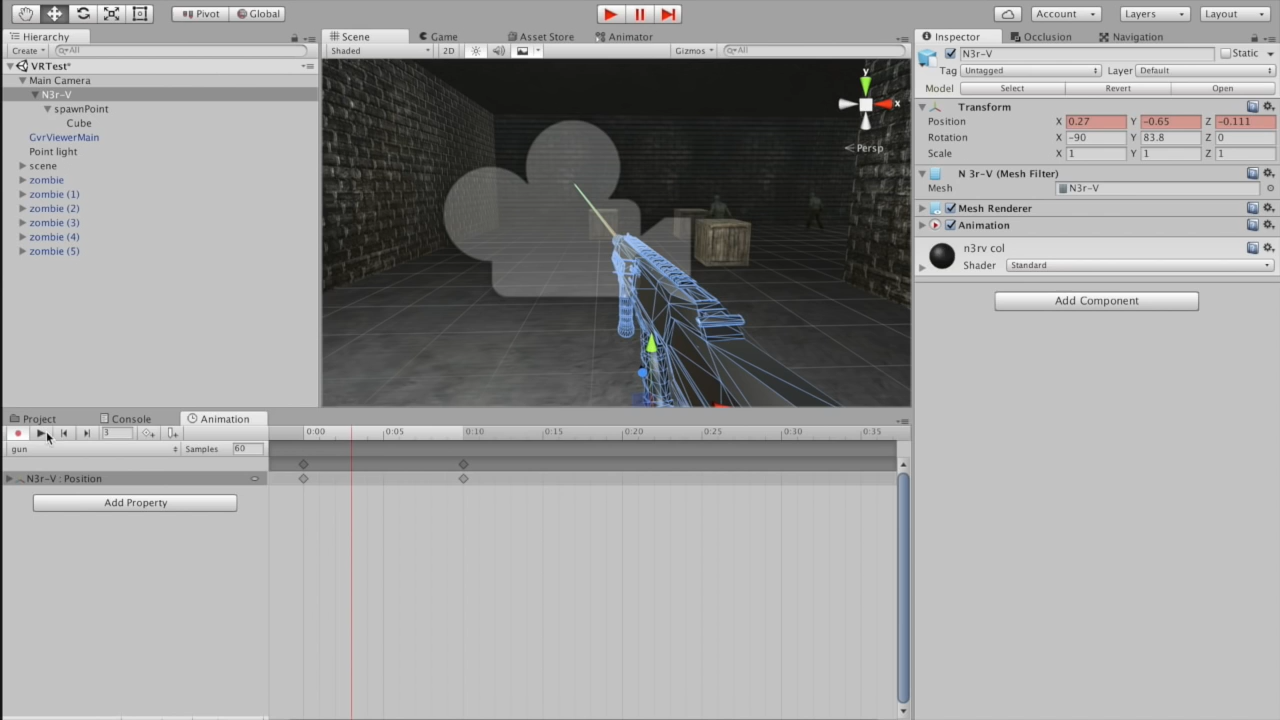 Pivot Global Account Layers Layout
Hierarchy Scene Game Asset Store Animator Inspector Occlusion Navigation
Create All Shaded 2D Gizmos All N3r-V Static
VRTest* Tag Untagged Layer Default
Main Camera Model Select Revert Open
N3r-V
spawnPoint Transform
Cube Position X 0.27 Y -0.65 Z -0.111
GvrViewerMain Rotation X -90 Y 83.8 Z 0
Point light Scale X 1 Y 1 Z 1
scene N 3r-V (Mesh Filter)
zombie Mesh N3r-V
zombie (1)
zombie (2) Mesh Renderer
zombie (3) Animation
zombie (4) n3rv col
zombie (5) Shader Standard
Add Component
y
x
Persp
Project Console Animation
3 0:00 0:05 0:10 0:15 0:20 0:25 0:30 0:35
gun Samples 60
N3r-V : Position
Add Property